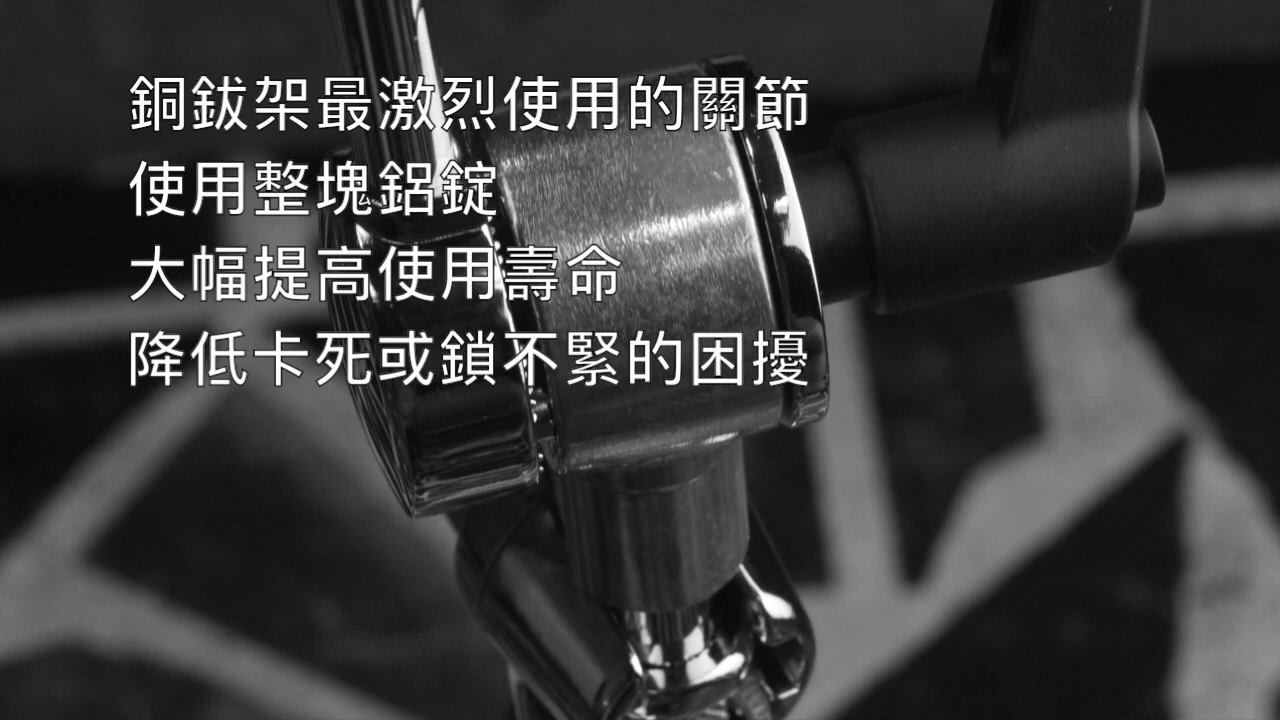 銅鈸架最激烈使用的關節
使用整塊鋁錠
大幅提高使用壽命
降低卡死或鎖不緊的困擾